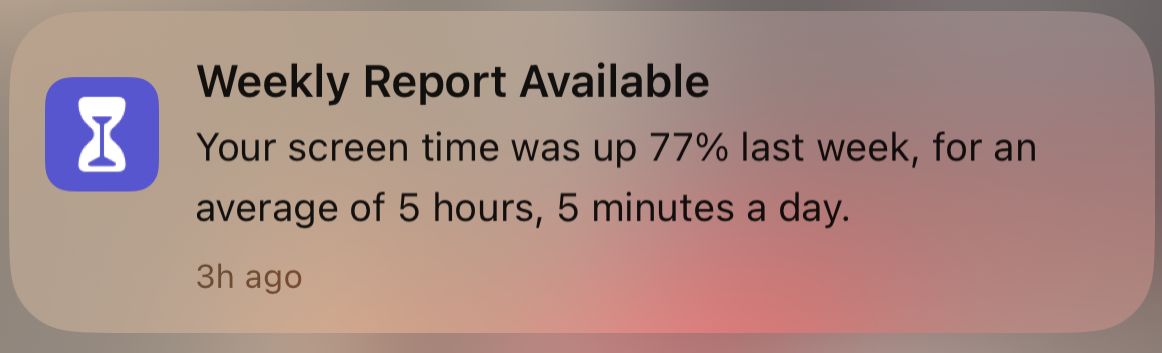 Weekly Report Available
Your screen time was up 77% last week, for an
average of 5 hours, 5 minutes a day.
3h ago